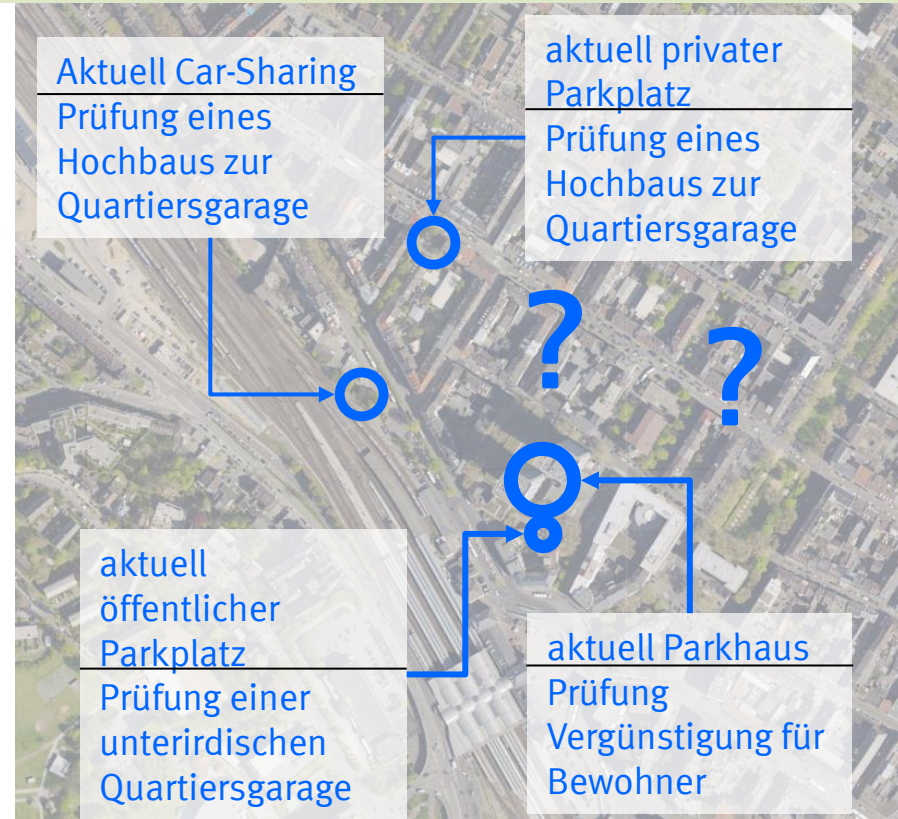 Aktuell Car-Sharing
Prüfung eines
Hochbaus zur
Quartiersgarage
aktuell privater
Parkplatz
Prüfung eines
Hochbaus zur
Quartiersgarage
?
?
aktuell
öffentlicher
Parkplatz
Prüfung einer
unterirdischen
Quartiersgarage
aktuell Parkhaus
Prüfung
Vergünstigung für
Bewohner